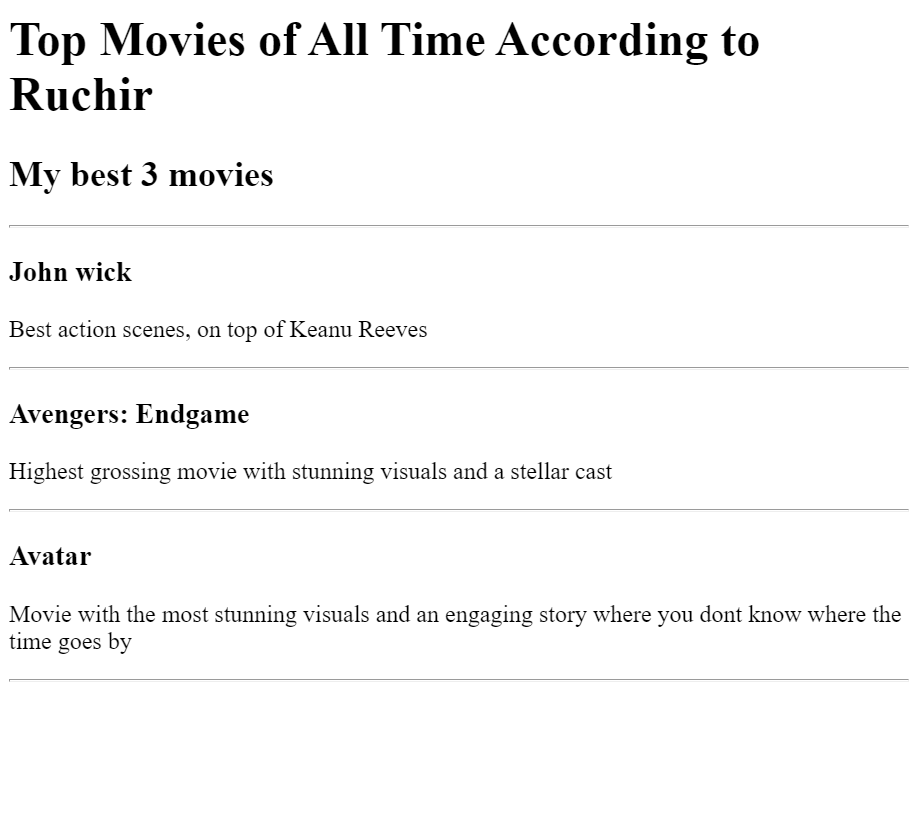 Top Movies of All Time According to
Ruchir
My best 3 movies
John wick
Best action scenes, on top of Keanu Reeves
Avengers: Endgame
Highest grossing movie with stunning visuals and a stellar cast
Avatar
Movie with the most stunning visuals and an engaging story where you dont know where the
time goes by